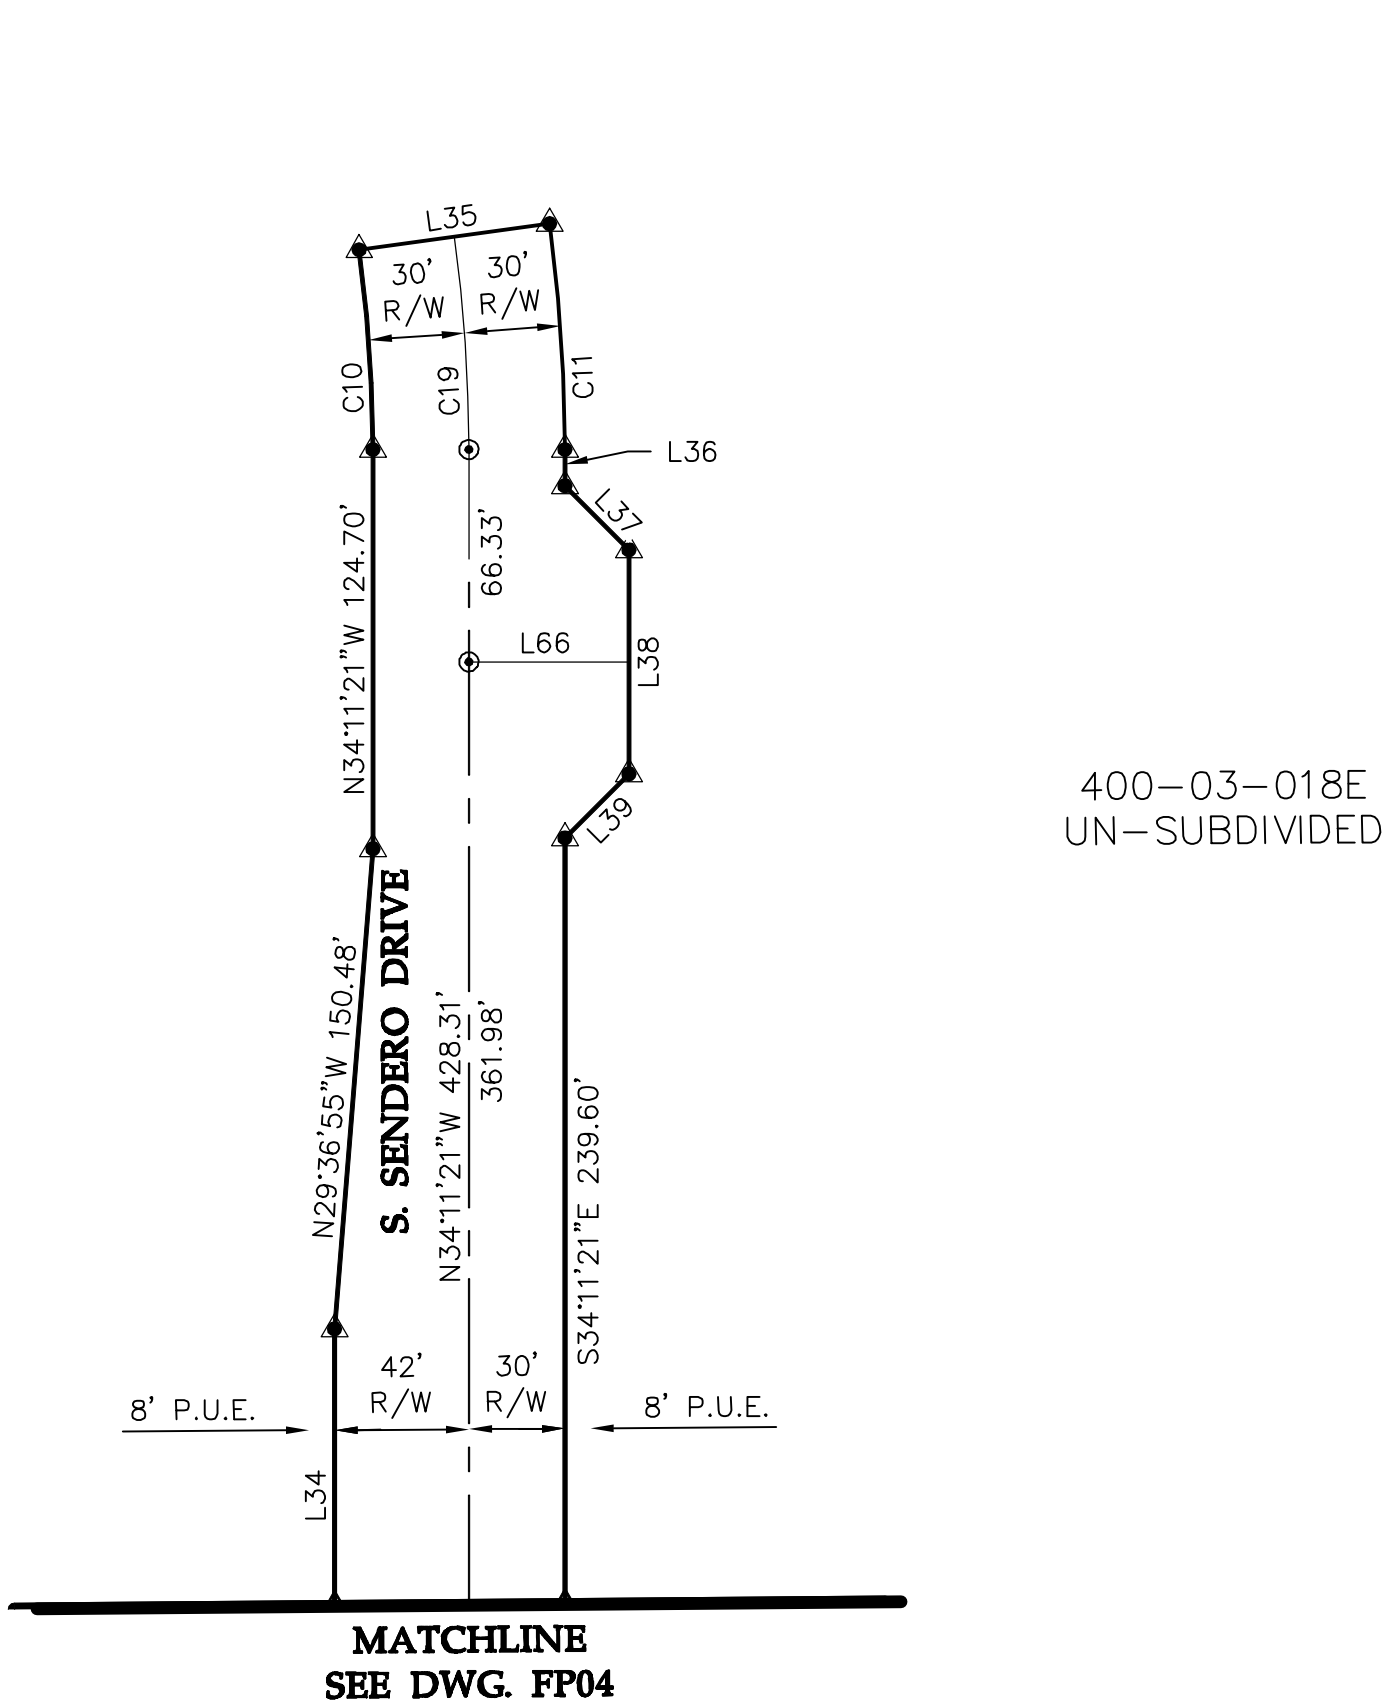 L35
30'
R/W
30'
R/W
C10
C19
C11
L36
L37
N34°11'21"W 124.70'
66.33'
L66
L38
400-03-018E
UN-SUBDIVIDED
L39
S. SENDERO DRIVE
N29°36'55"W 150.48'
N34°11'21"W 428.31'
361.98'
S34°11'21"E 239.60'
42'
R/W
30'
R/W
8' P.U.E.
8' P.U.E.
L34
MATCHLINE
SEE DWG. FP04